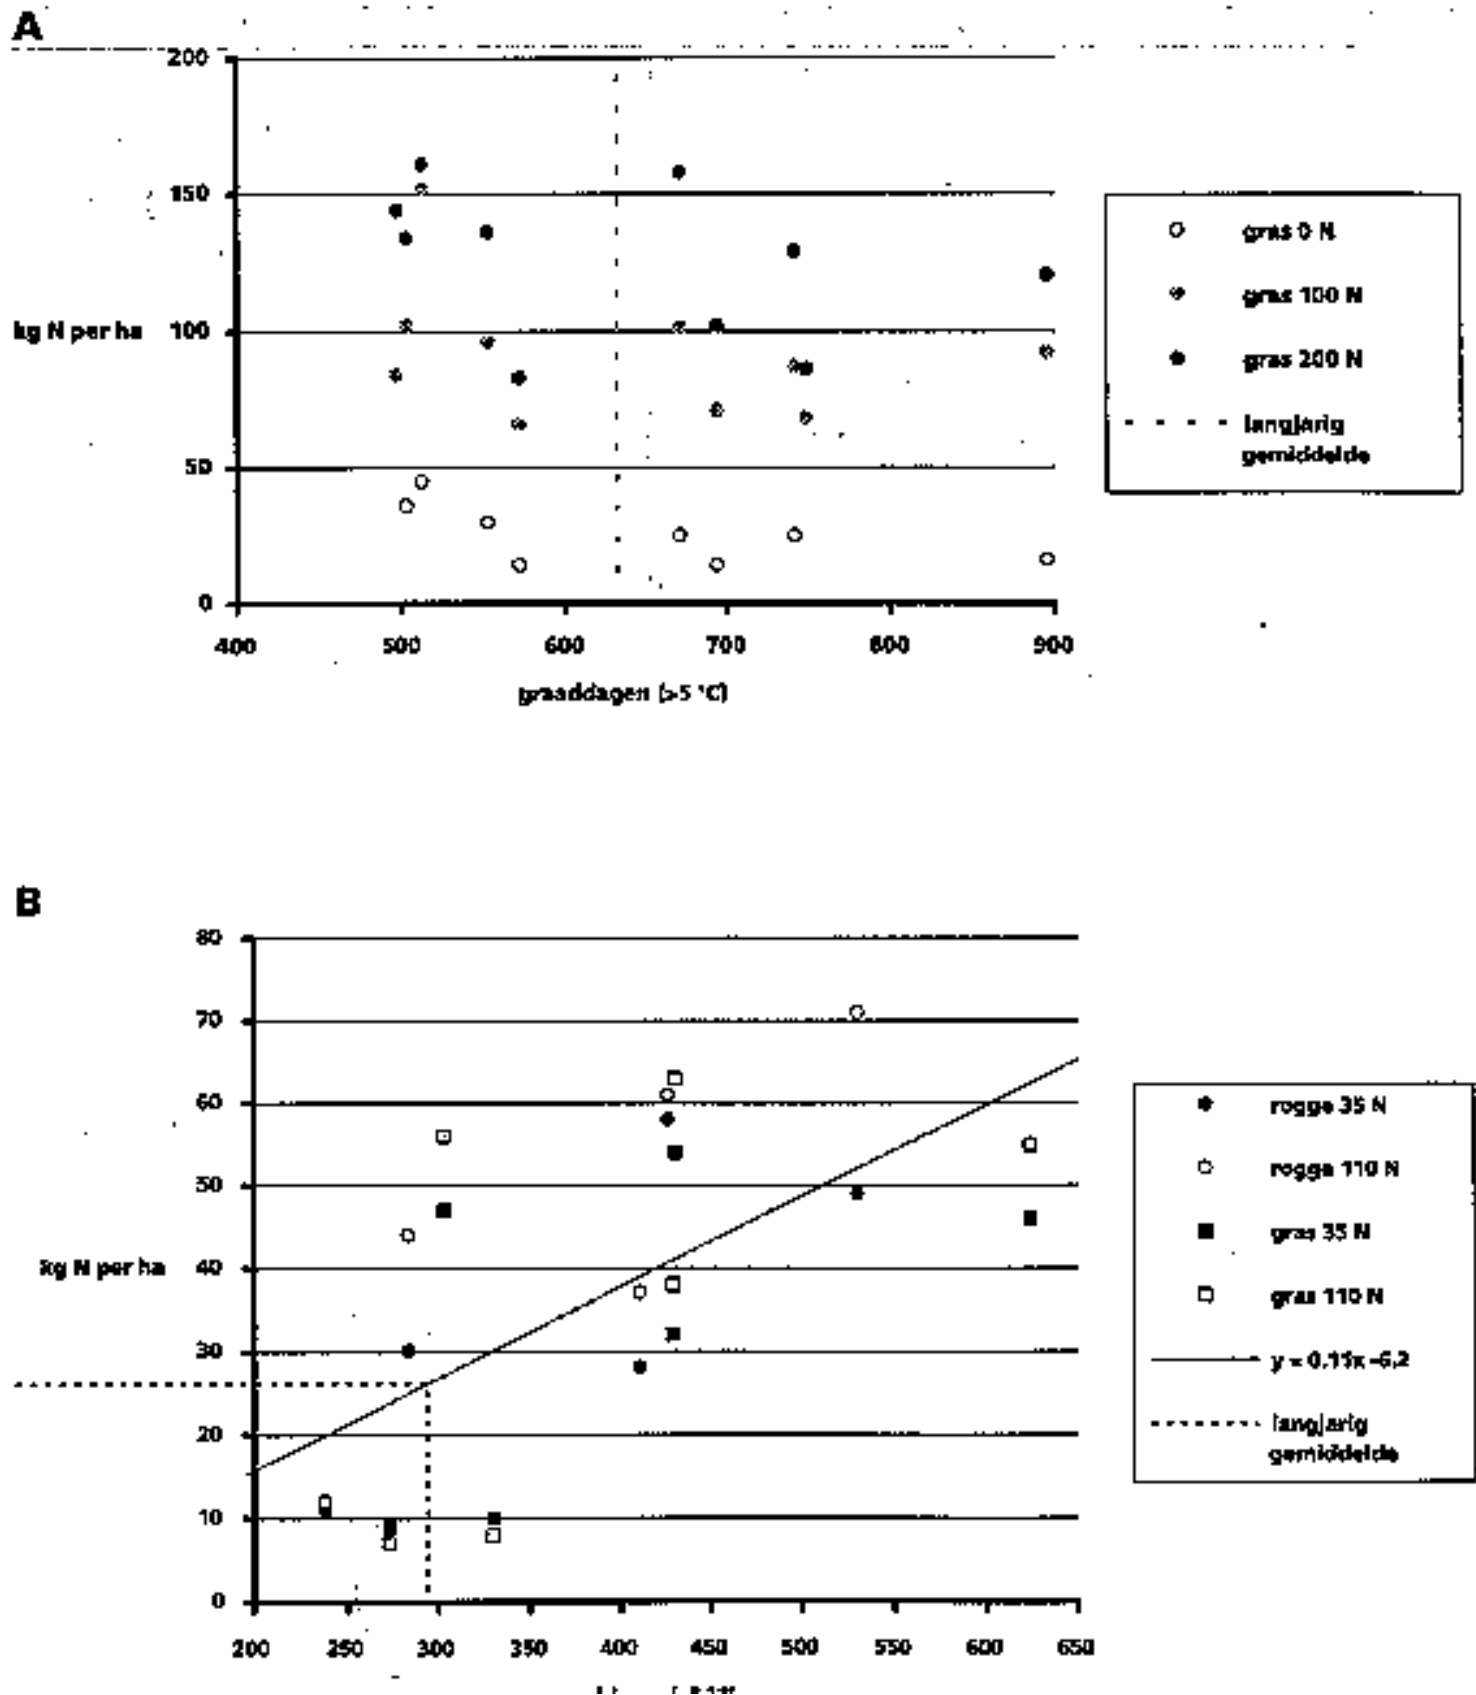 A
200
150
kg N per ha
100
50
0
400 500 600 700 800 900
graaddagen (>5 °C)
gras 0 N
gras 100 N
gras 200 N
langjarig
gemiddelde
B
80
70
60
50
kg N per ha
40
30
20
10
0
200 250 300 350 400 450 500 550 600 650
rogge 35 N
rogge 110 N
gras 35 N
gras 110 N
y = 0.11x -6.2
langjarig
gemiddelde